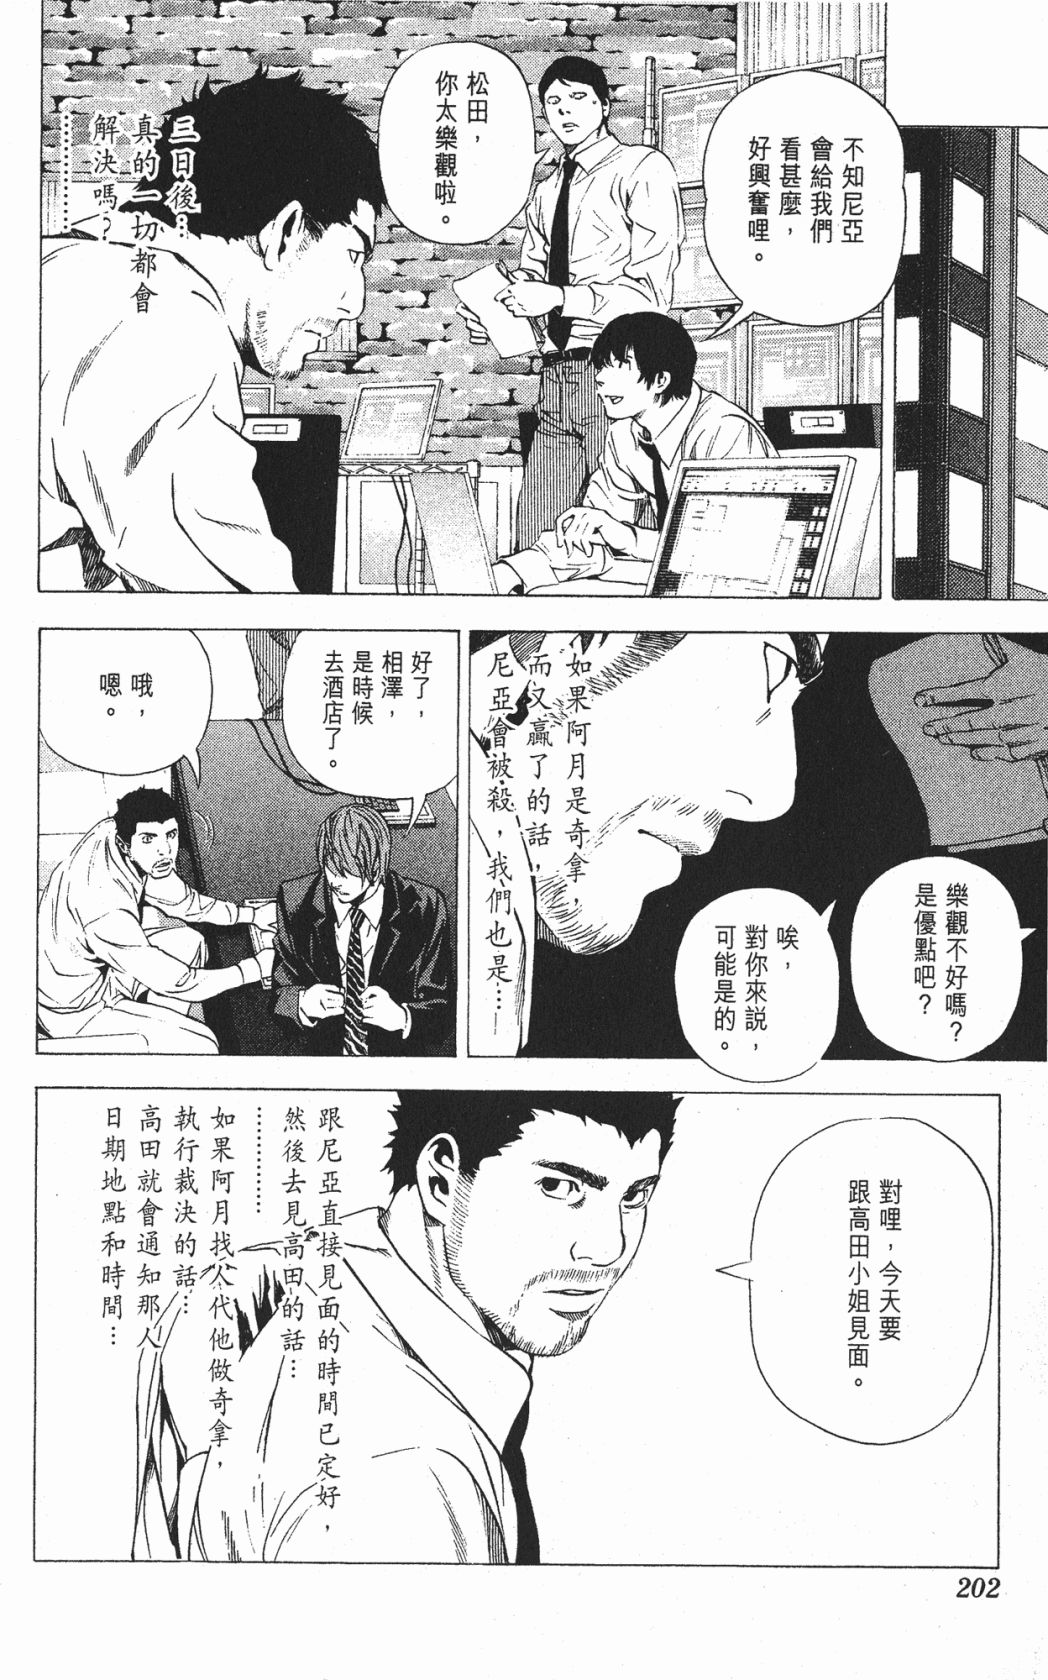 不知尼亞
會給我們
看甚麼，
好興奮哩。
松田，
你太樂觀啦。
三日後…
真的一切都會
解決嗎？
…………
樂觀不好嗎？
是優點吧？
唉，
對你來說，
可能是的。
如果阿月是奇拿，
而又贏了的話，
尼亞會被殺，我們也是……
好了，
相澤，
是時候
去酒店了。
哦，
嗯。
對哩，今天要
跟高田小姐見面。
跟尼亞直接見面的時間已定好，
然後去見高田的話…
…………
如果阿月找人代他做奇拿，
執行裁決的話…
高田就會通知那人
日期地點和時間…
202